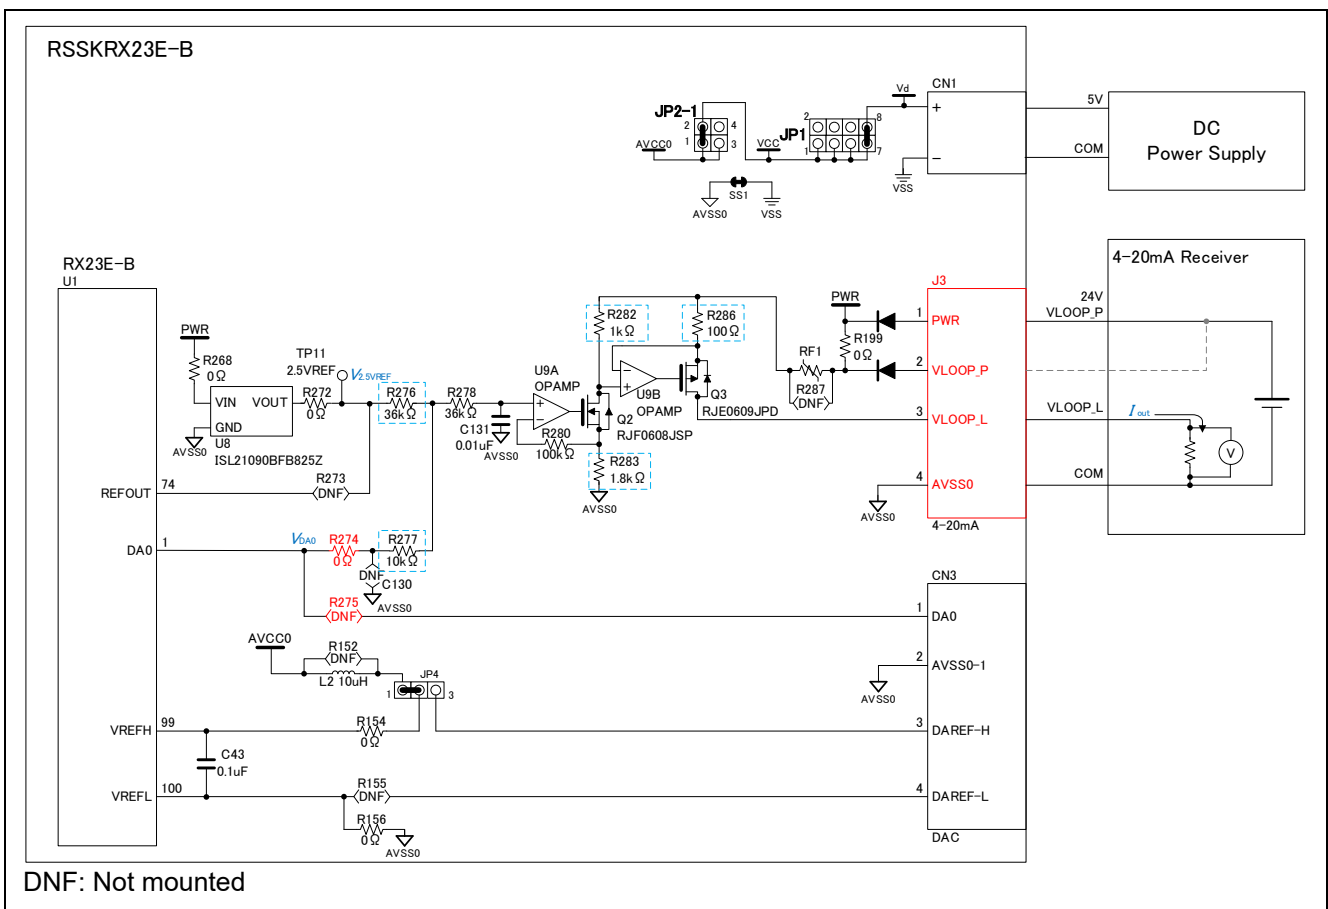 RSSKRX23E-B
CN1
Vd
5V
+
DC
Power Supply
JP2-1
2
4
1
3
AVCC0
JP1
2
8
1
7
VCC
COM
-
VSS
SS1
AVSS0
VSS
RX23E-B
U1
4-20mA Receiver
J3
24V
VLOOP_P
PWR
1
PWR
R282
1kΩ
R286
100Ω
R199
0Ω
PWR
R268
0Ω
TP11
2.5VREF
V2.5VREF
RF1
R287
(DNF)
2
VLOOP_P
U9A
OPAMP
R272
0Ω
R276
36kΩ
R278
36kΩ
VIN
VOUT
GND
+
-
-
+
U9B
OPAMP
Q3
RJE0609JPD
Q2
RJF0608JSP
3
VLOOP_L
VLOOP_L
Iout
V
C131
0.01uF
AVSS0
R280
100kΩ
AVSS0
U8
ISL21090BFB825Z
R283
1.8kΩ
AVSS0
COM
4
AVSS0
AVSS0
4-20mA
REFOUT
74
R273
(DNF)
DA0
1
VDA0
R274
0Ω
R277
10kΩ
DNF
C130
AVSS0
R275
(DNF)
CN3
1
DA0
AVCC0
R152
(DNF)
L2 10uH
JP4
1
3
2
AVSS0-1
AVSS0
VREFH
99
R154
0Ω
3
DAREF-H
C43
0.1uF
VREFL
100
R155
(DNF)
4
DAREF-L
R156
0Ω
AVSS0
DAC
DNF: Not mounted